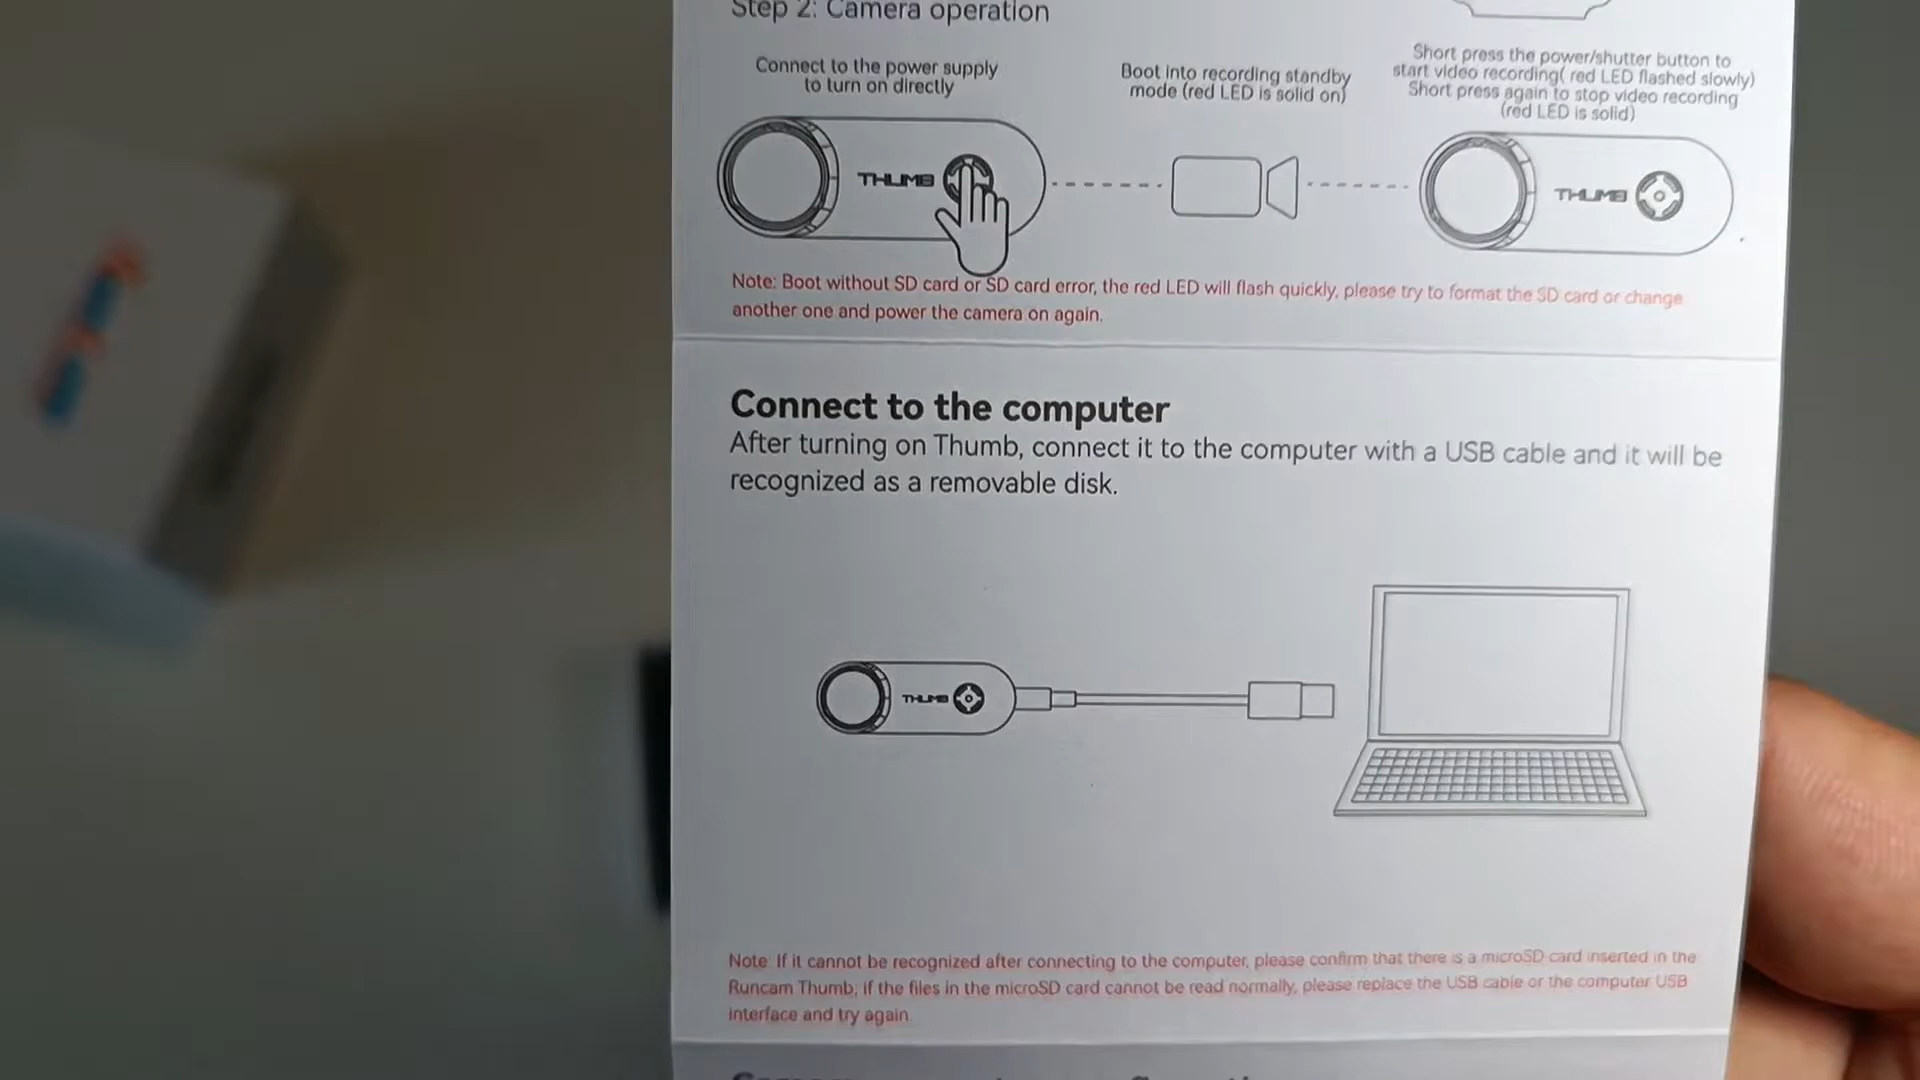 Step 2: Camera operation
Connect to the power supply
to turn on directly
Boot into recording standby
mode (red LED is solid on)
Short press the power/shutter button to
start video recording( red LED flashed slowly)
Short press again to stop video recording
(red LED is solid)
THUMB
THUMB
Note: Boot without SD card or SD card error, the red LED will flash quickly, please try to format the SD card or change
another one and power the camera on again.
Connect to the computer
After turning on Thumb, connect it to the computer with a USB cable and it will be
recognized as a removable disk.
THUMB
Note: If it cannot be recognized after connecting to the computer, please confirm that there is a microSD card inserted in the
Runcam Thumb; if the files in the microSD card cannot be read normally, please replace the USB cable or the computer USB
interface and try again.